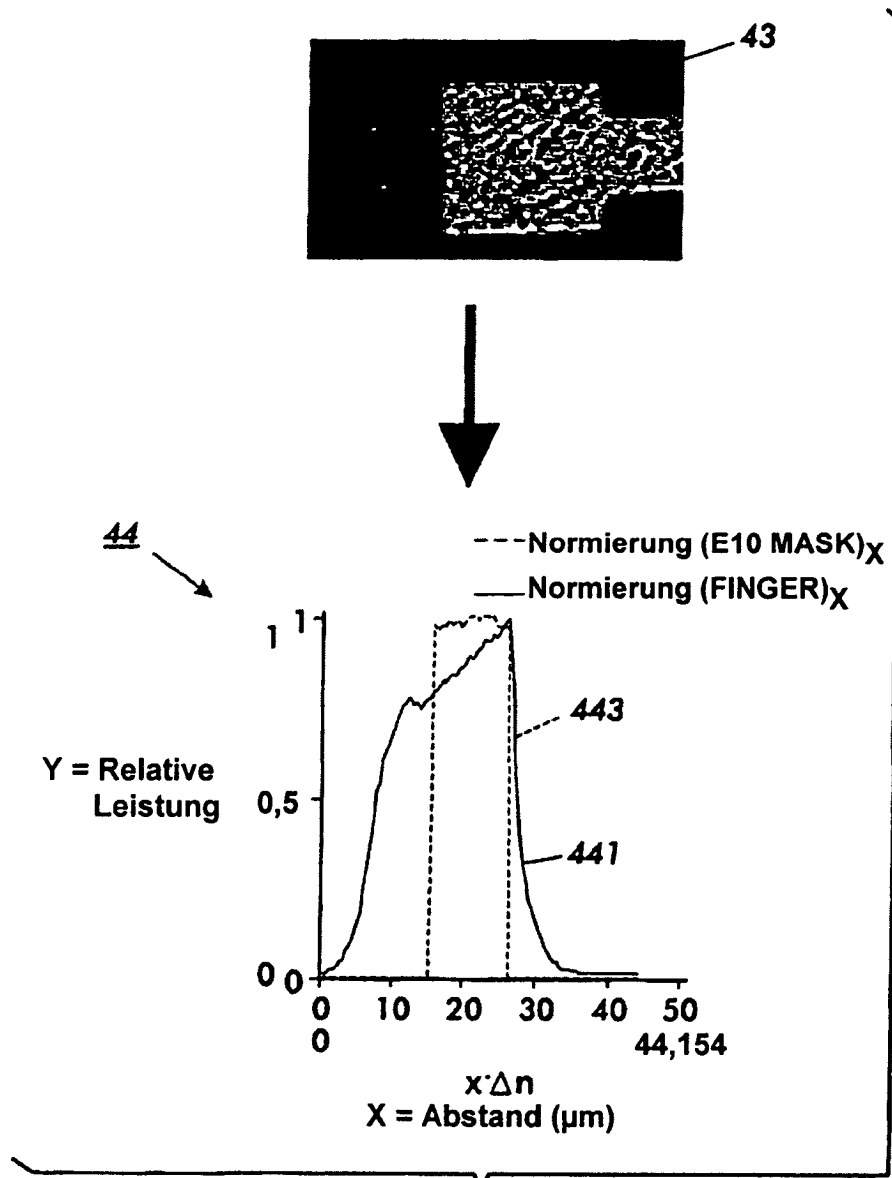 43
44
---Normierung (E10 MASK)X
—Normierung (FINGER)X
1 1
443
Y = Relative
Leistung
0,5
441
0 0
0 10 20 30 40 50
0 44,154
x·Δn
X = Abstand (µm)